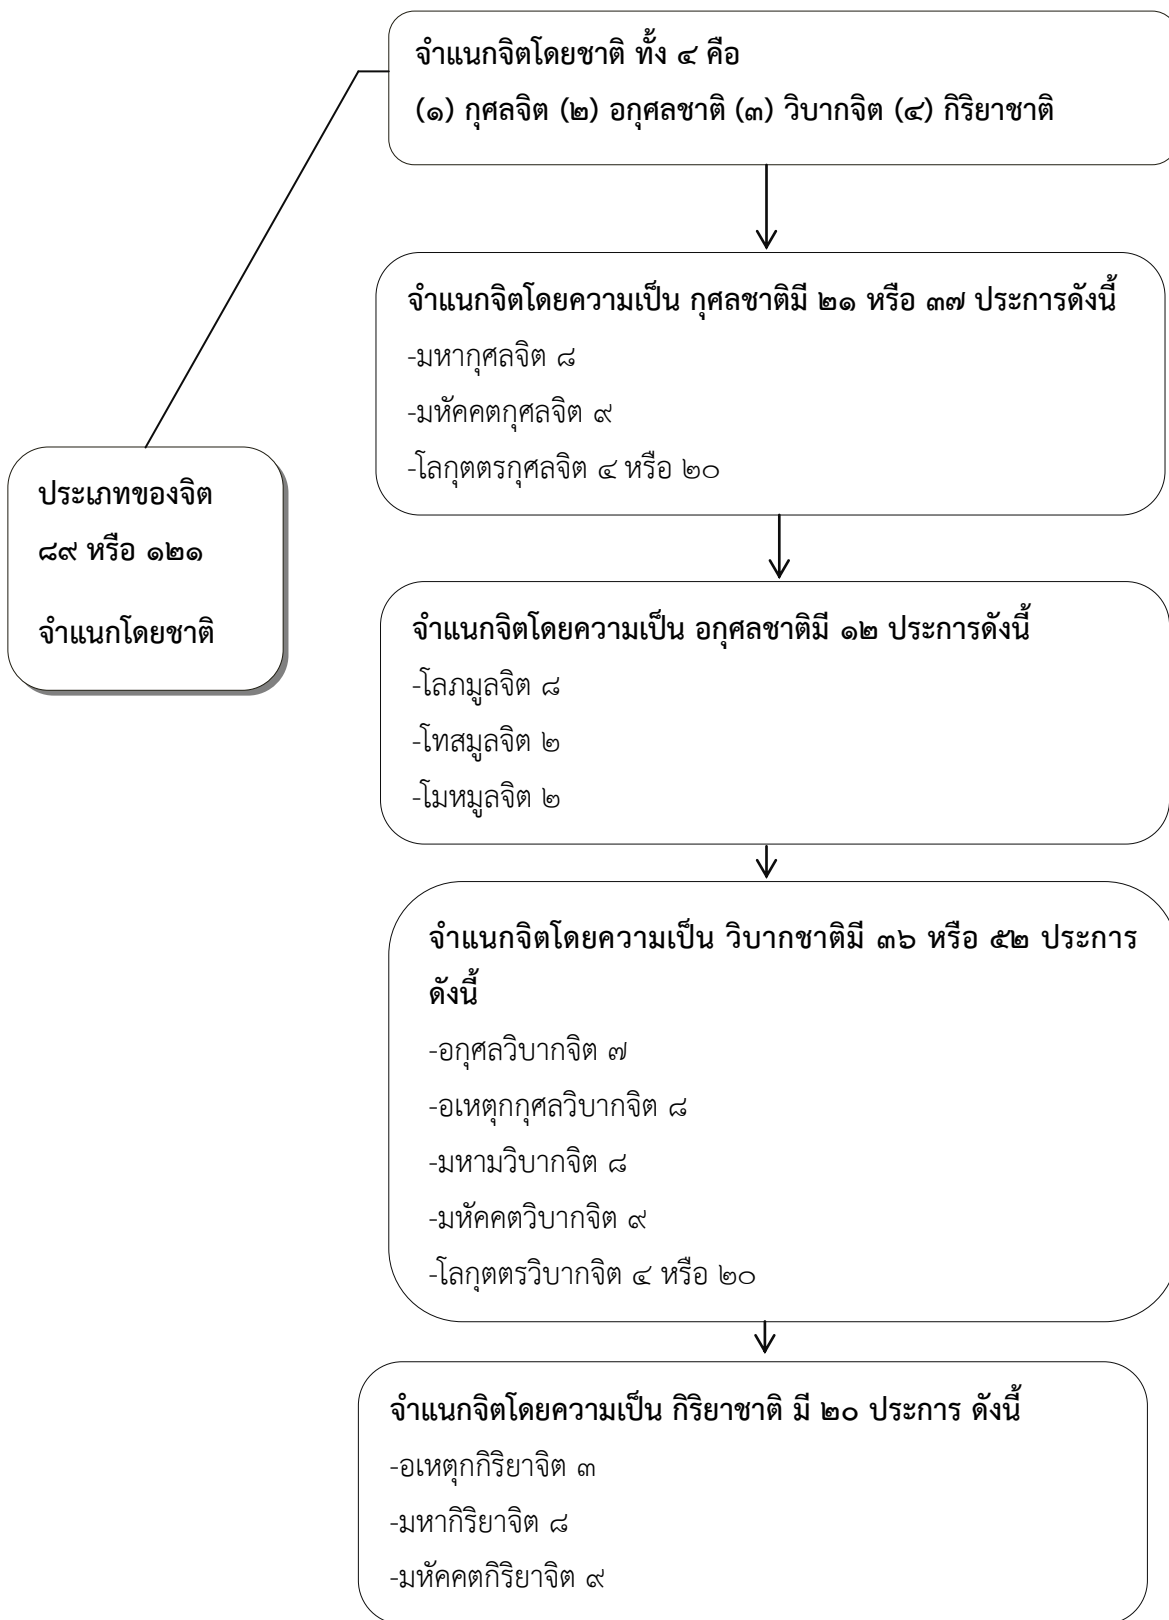 จำแนกจิตโดยชาติ ทั้ง ๔ คือ
(๑) กุศลจิต (๒) อกุศลชาติ (๓) วิบากจิต (๔) กิริยาชาติ
จำแนกจิตโดยความเป็น กุศลชาติมี ๒๑ หรือ ๓๗ ประการดังนี้
-มหากุศลจิต ๘
-มหัคคตกุศลจิต ๙
-โลกุตตรกุศลจิต ๔ หรือ ๒๐
ประเภทของจิต
๘๙ หรือ ๑๒๑
จำแนกโดยชาติ
จำแนกจิตโดยความเป็น อกุศลชาติมี ๑๒ ประการดังนี้
-โลภมูลจิต ๘
-โทสมูลจิต ๒
-โมหมูลจิต ๒
จำแนกจิตโดยความเป็น วิบากชาติมี ๓๖ หรือ ๕๒ ประการ
ดังนี้
-อกุศลวิบากจิต ๗
-อเหตุกกุศลวิบากจิต ๘
-มหามวิบากจิต ๘
-มหัคคตวิบากจิต ๙
-โลกุตตรวิบากจิต ๔ หรือ ๒๐
จำแนกจิตโดยความเป็น กิริยาชาติ มี ๒๐ ประการ ดังนี้
-อเหตุกกิริยาจิต ๓
-มหากิริยาจิต ๘
-มหัคคตกิริยาจิต ๙